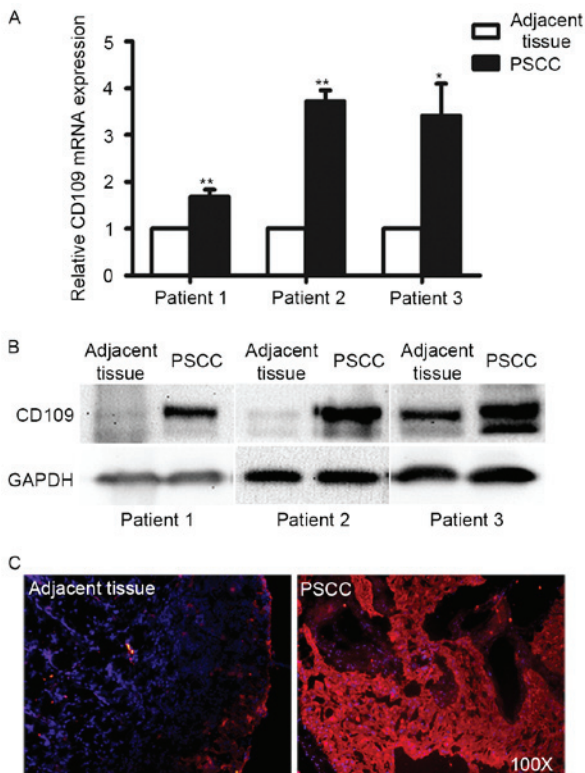 A
Adjacent
tissue
PSCC
Relative CD109 mRNA expression
5
4
3
2
1
0
**
**
*
Patient 1
Patient 2
Patient 3
B
Adjacent
tissue
PSCC
Adjacent
tissue
PSCC
Adjacent
tissue
PSCC
CD109
GAPDH
Patient 1
Patient 2
Patient 3
C
Adjacent tissue
PSCC
100X